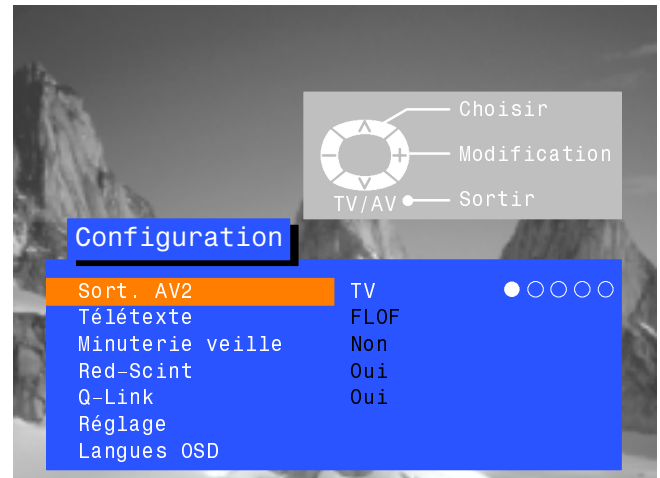 Choisir
Modification
TV/AV Sortir
Configuration
Sort. AV2 TV
Télétexte FLOF
Minuterie veille Non
Red-Scint Oui
Q-Link Oui
Réglage
Langues OSD